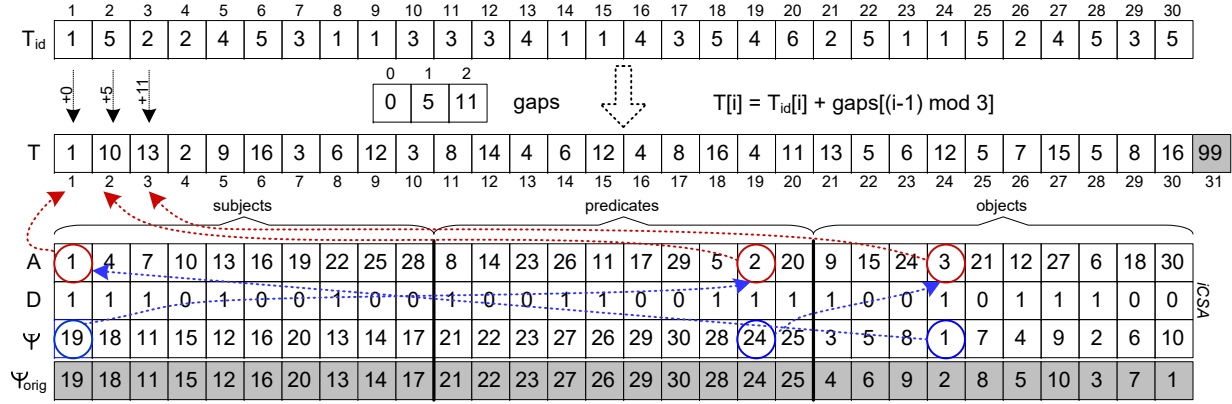 1 2 3 4 5 6 7 8 9 10 11 12 13 14 15 16 17 18 19 20 21 22 23 24 25 26 27 28 29 30
Tid 1 5 2 2 4 5 3 1 1 3 3 3 4 1 1 4 3 5 4 6 2 5 1 1 5 2 4 5 3 5
+0 +5 +11
0 1 2
0 5 11 gaps T[i] = Tid[i] + gaps[(i-1) mod 3]
T 1 10 13 2 9 16 3 6 12 3 8 14 4 6 12 4 8 16 4 11 13 5 6 12 5 7 15 5 8 16 99
1 2 3 4 5 6 7 8 9 10 11 12 13 14 15 16 17 18 19 20 21 22 23 24 25 26 27 28 29 30 31
subjects predicates objects
A 1 4 7 10 13 16 19 22 25 28 8 14 23 26 11 17 29 5 2 20 9 15 24 3 21 12 27 6 18 30
D 1 1 1 0 1 0 0 1 0 0 1 0 0 1 1 0 0 1 1 1 1 0 0 1 0 1 1 1 0 0
iCSA
Ψ 19 18 11 15 12 16 20 13 14 17 21 22 23 27 26 29 30 28 24 25 3 5 8 1 7 4 9 2 6 10
Ψorig 19 18 11 15 12 16 20 13 14 17 21 22 23 27 26 29 30 28 24 25 4 6 9 2 8 5 10 3 7 1